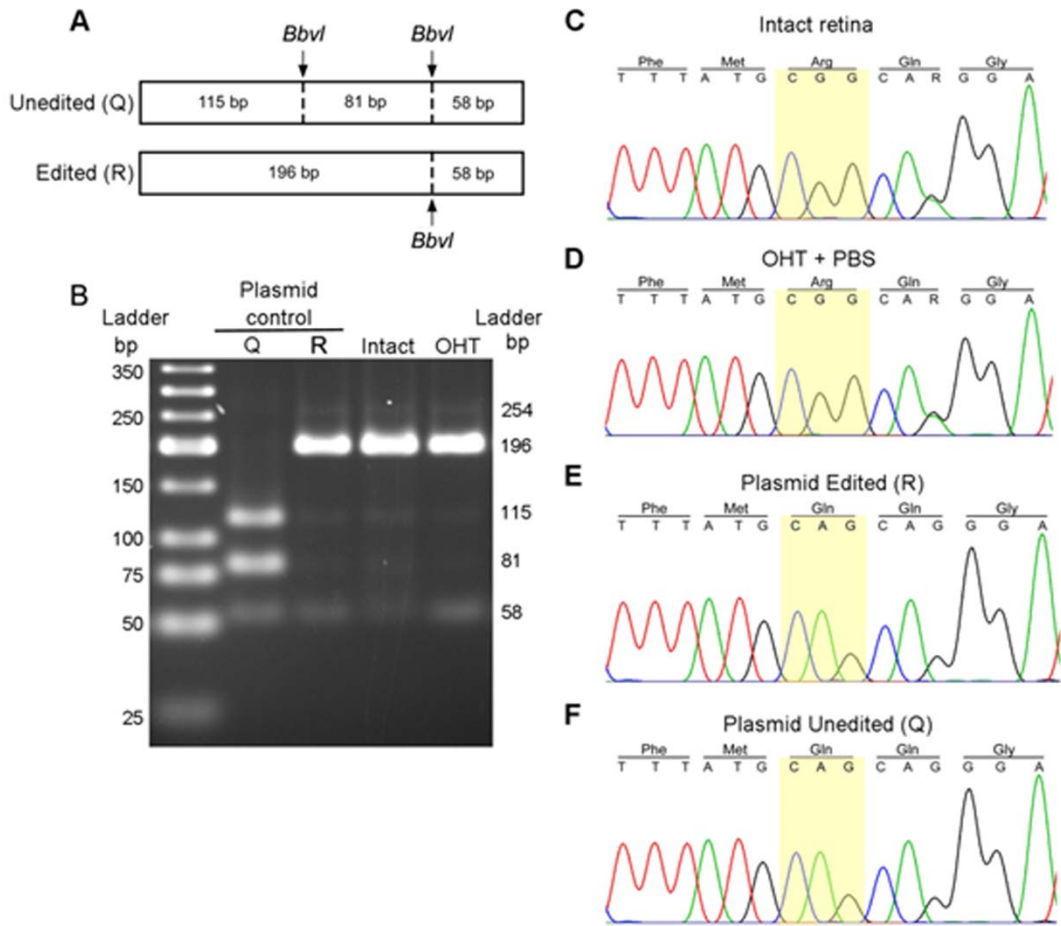 A
BbvI BbvI
Unedited (Q) 115 bp 81 bp 58 bp
Edited (R) 196 bp 58 bp
BbvI
B
Plasmid
control
Ladder
bp
Q R Intact OHT
Ladder
bp
350
250
150
100
75
50
25
254
196
115
81
58
C
Intact retina
Phe Met Arg Gln Gly
T T T A T G C G G C A R G G A
D
OHT + PBS
Phe Met Arg Gln Gly
T T T A T G C G G C A R G G A
E
Plasmid Edited (R)
Phe Met Gln Gln Gly
T T T A T G C A G C A G G G A
F
Plasmid Unedited (Q)
Phe Met Gln Gln Gly
T T T A T G C A G C A G G G A